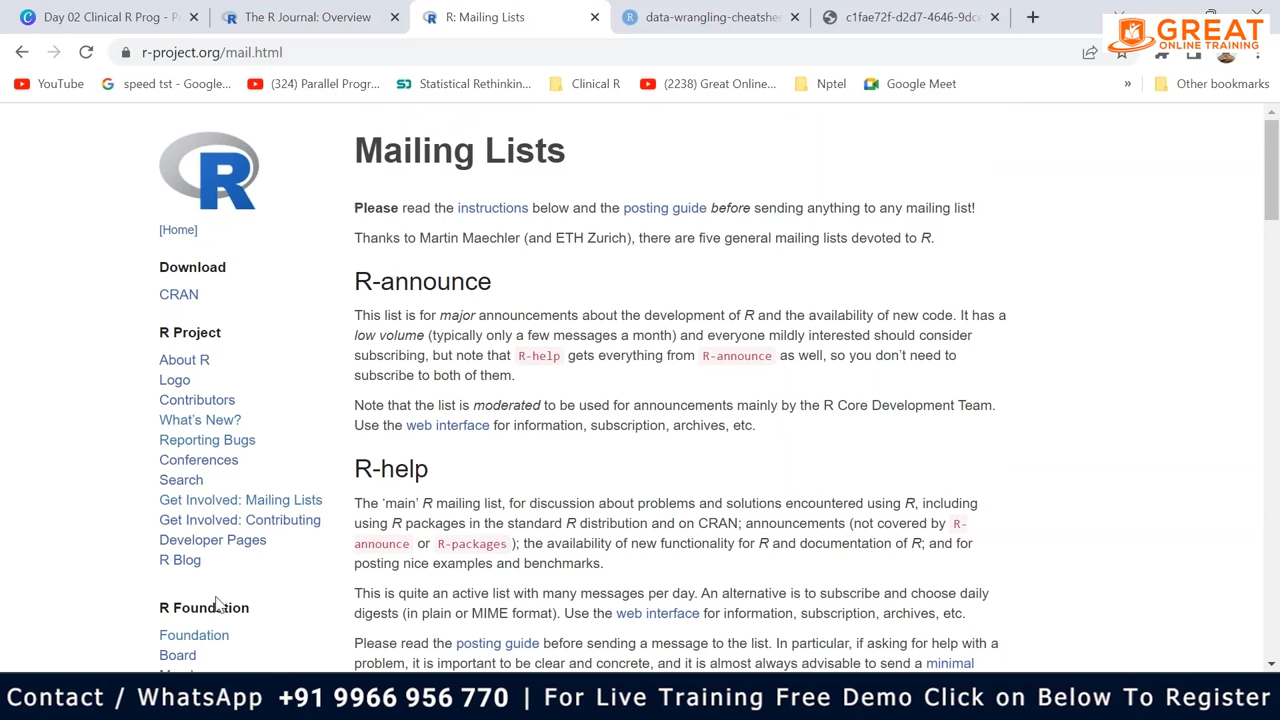 Day 02 Clinical R Prog - P
The R Journal: Overview
R: Mailing Lists
data-wrangling-cheatshee
c1fae72f-d2d7-4646-9dce
GREAT
ONLINE TRAINING
r-project.org/mail.html
YouTube
speed tst - Google...
(324) Parallel Progr...
Statistical Rethinkin...
Clinical R
(2238) Great Online...
Nptel
Google Meet
»
Other bookmarks
R
[Home]
Download
CRAN
R Project
About R
Logo
Contributors
What's New?
Reporting Bugs
Conferences
Search
Get Involved: Mailing Lists
Get Involved: Contributing
Developer Pages
R Blog
R Foundation
Foundation
Board
Mailing Lists
Please read the instructions below and the posting guide before sending anything to any mailing list!
Thanks to Martin Maechler (and ETH Zurich), there are five general mailing lists devoted to R.
R-announce
This list is for major announcements about the development of R and the availability of new code. It has a
low volume (typically only a few messages a month) and everyone mildly interested should consider
subscribing, but note that R-help gets everything from R-announce as well, so you don't need to
subscribe to both of them.
Note that the list is moderated to be used for announcements mainly by the R Core Development Team.
Use the web interface for information, subscription, archives, etc.
R-help
The 'main' R mailing list, for discussion about problems and solutions encountered using R, including
using R packages in the standard R distribution and on CRAN; announcements (not covered by R-
announce or R-packages); the availability of new functionality for R and documentation of R; and for
posting nice examples and benchmarks.
This is quite an active list with many messages per day. An alternative is to subscribe and choose daily
digests (in plain or MIME format). Use the web interface for information, subscription, archives, etc.
Please read the posting guide before sending a message to the list. In particular, if asking for help with a
problem, it is important to be clear and concrete, and it is almost always advisable to send a minimal
Contact / WhatsApp +91 9966 956 770 | For Live Training Free Demo Click on Below To Register